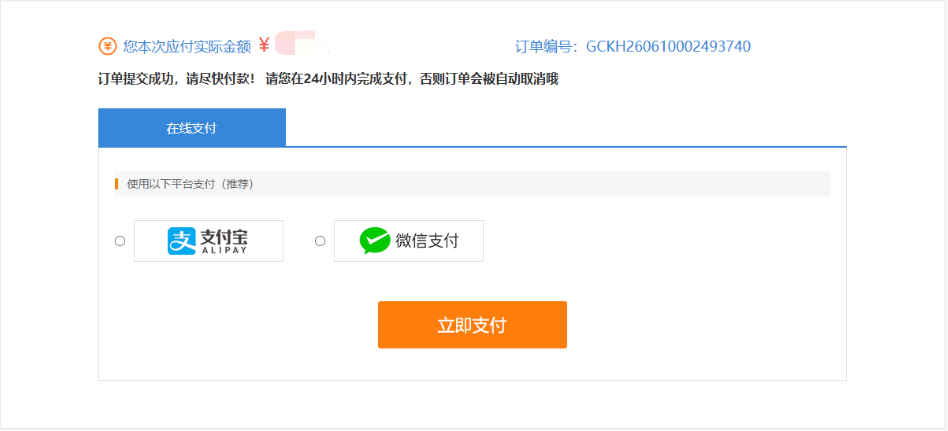 您本次应付实际金额 ¥
订单编号：GCKH260610002493740
订单提交成功，请尽快付款！ 请您在24小时内完成支付，否则订单会被自动取消哦
在线支付
使用以下平台支付（推荐）
支付宝
ALIPAY
微信支付
立即支付